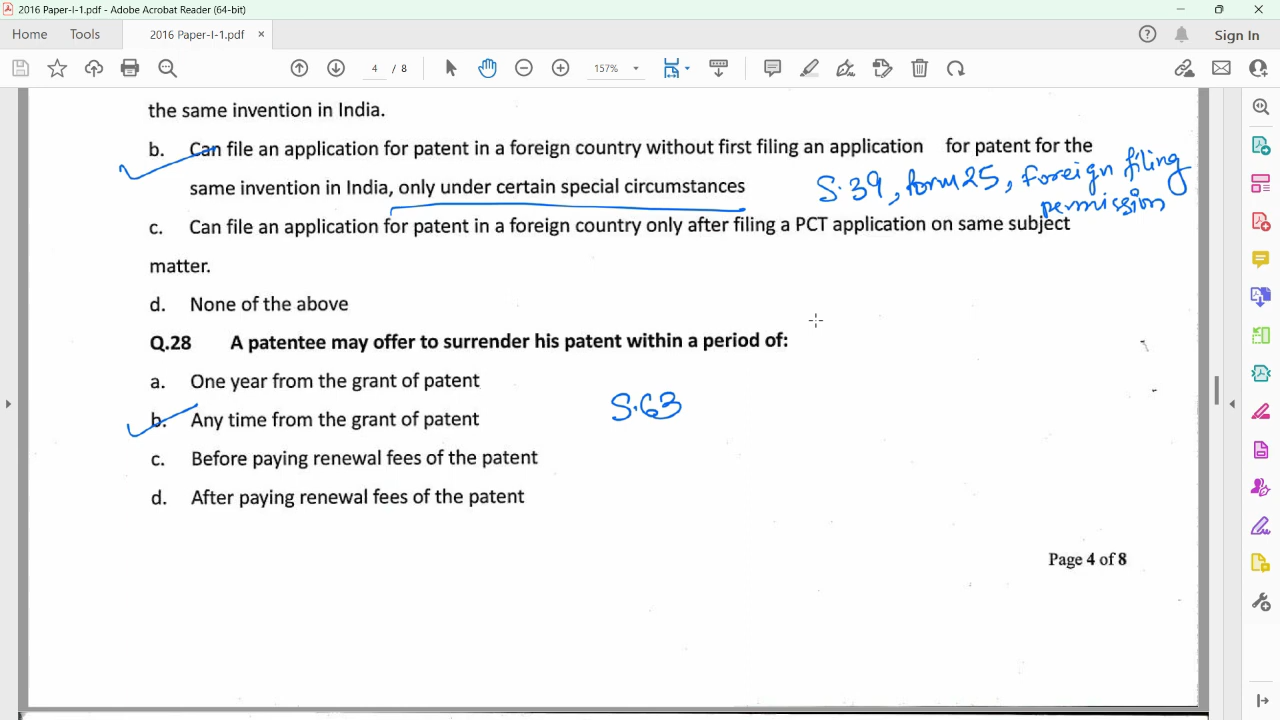 2016 Paper-I-1.pdf - Adobe Acrobat Reader (64-bit)
Home Tools 2016 Paper-I-1.pdf × Sign In
4 / 8 157%
the same invention in India.
b. Can file an application for patent in a foreign country without first filing an application for patent for the
same invention in India, only under certain special circumstances
S.39, form 25, foreign filing
permission
c. Can file an application for patent in a foreign country only after filing a PCT application on same subject
matter.
d. None of the above
Q.28 A patentee may offer to surrender his patent within a period of:
a. One year from the grant of patent
S.63
b. Any time from the grant of patent
c. Before paying renewal fees of the patent
d. After paying renewal fees of the patent
Page 4 of 8